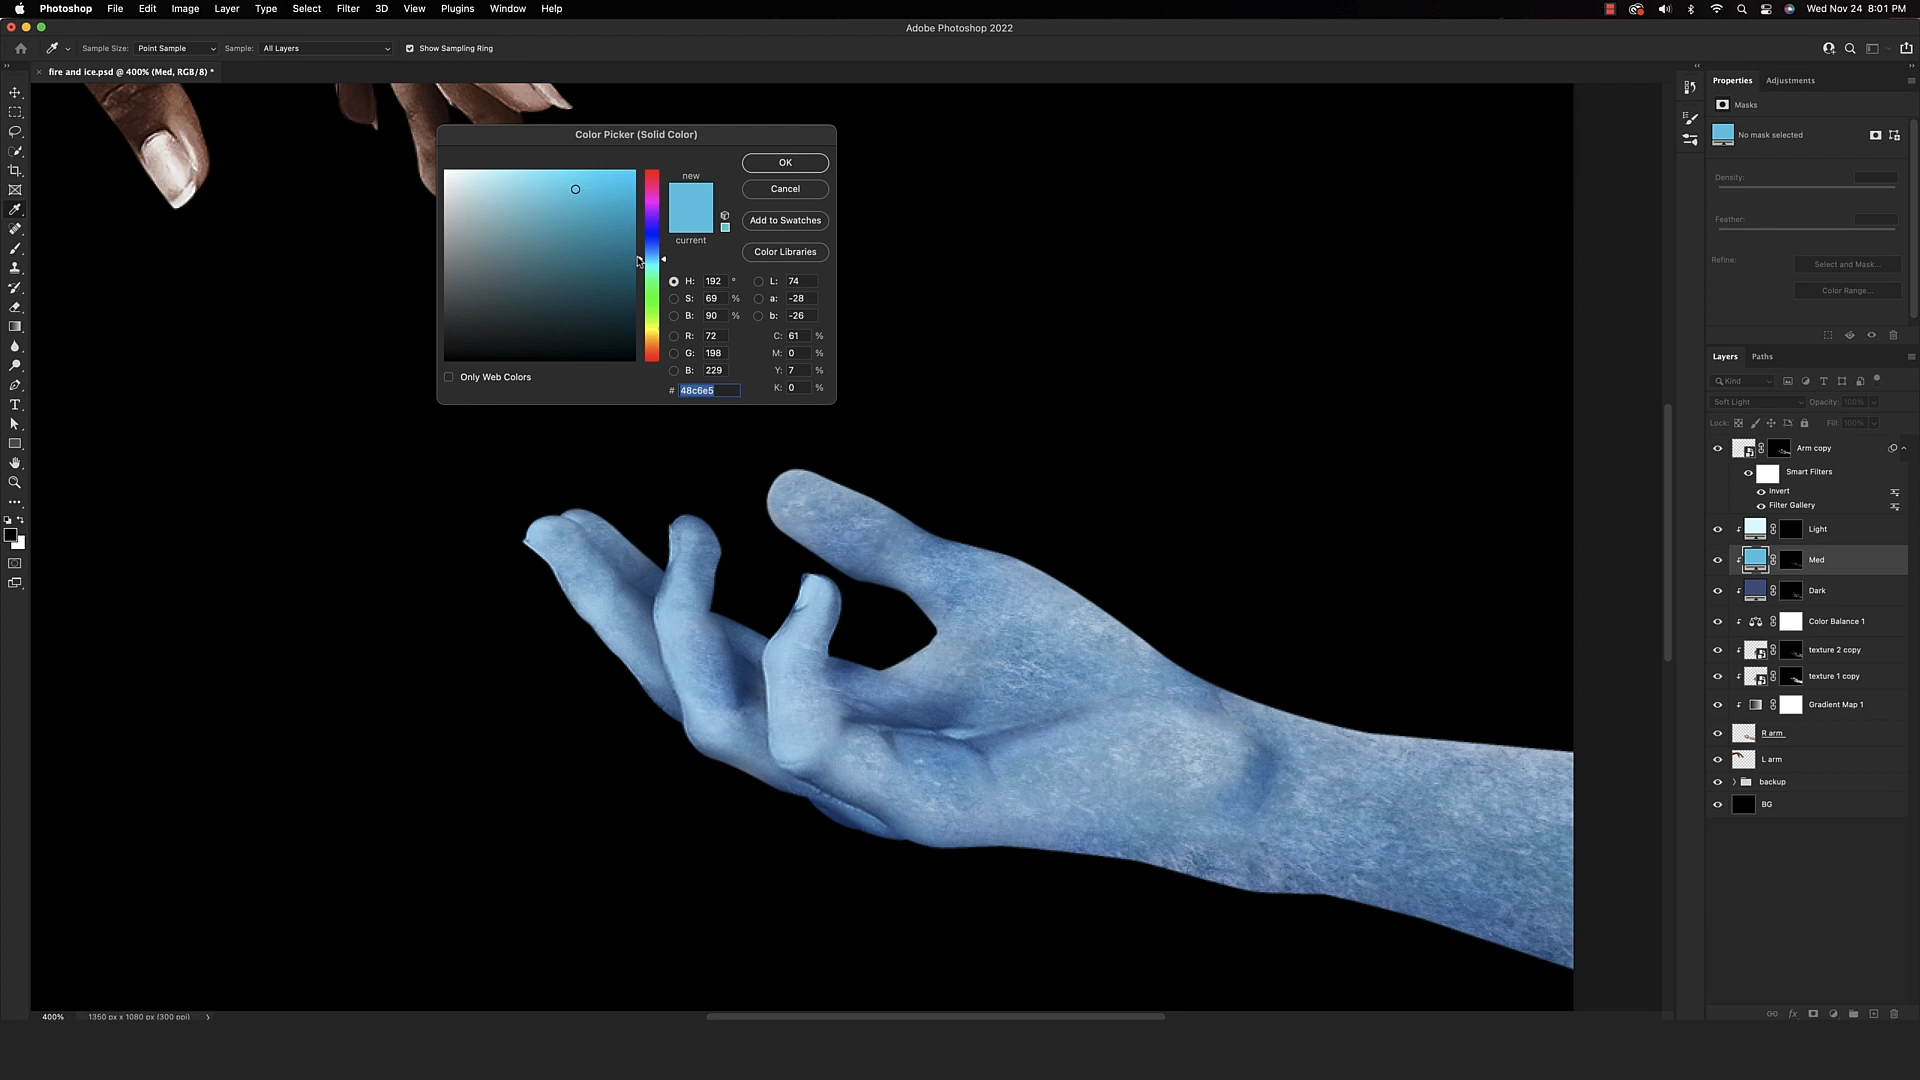 Photoshop File Edit Image Layer Type Select Filter 3D View Plugins Window Help Wed Nov 24 8:01 PM
Adobe Photoshop 2022
Sample Size: Point Sample Sample: All Layers Show Sampling Ring
× fire and ice.psd @ 400% (Med, RGB/8) *
Properties Adjustments
Masks
No mask selected
Density:
Feather:
Refine: Select and Mask...
Color Range...
Color Picker (Solid Color)
new
current
OK
Cancel
Add to Swatches
Color Libraries
H: 192 ° L: 74
S: 69 % a: -28
B: 90 % b: -26
R: 72 C: 61 %
G: 198 M: 0 %
B: 229 Y: 7 %
# 48c6e5 K: 0 %
Only Web Colors
Layers Paths
Kind
Soft Light Opacity: 100%
Lock: Fill: 100%
Arm copy
Smart Filters
Invert
Filter Gallery
Light
Med
Dark
Color Balance 1
texture 2 copy
texture 1 copy
Gradient Map 1
R arm
L arm
backup
BG
400% 1350 px x 1080 px (300 ppi)